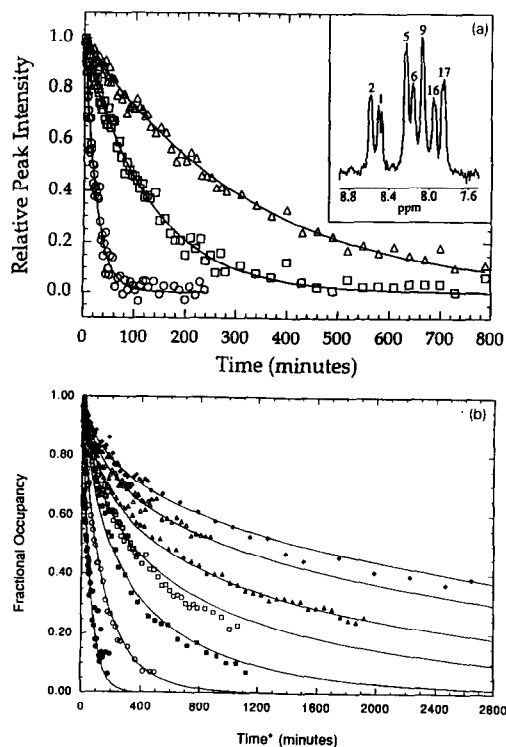 (a)
Relative Peak Intensity
1.0
0.8
0.6
0.4
0.2
0.0
0 100 200 300 400 500 600 700 800
Time (minutes)
2 1 5 6 9 16 17
8.8 8.4 8.0 7.6
ppm
(b)
Fractional Occupancy
1.00
0.80
0.60
0.40
0.20
0.00
0 400 800 1200 1600 2000 2400 2800
Time* (minutes)